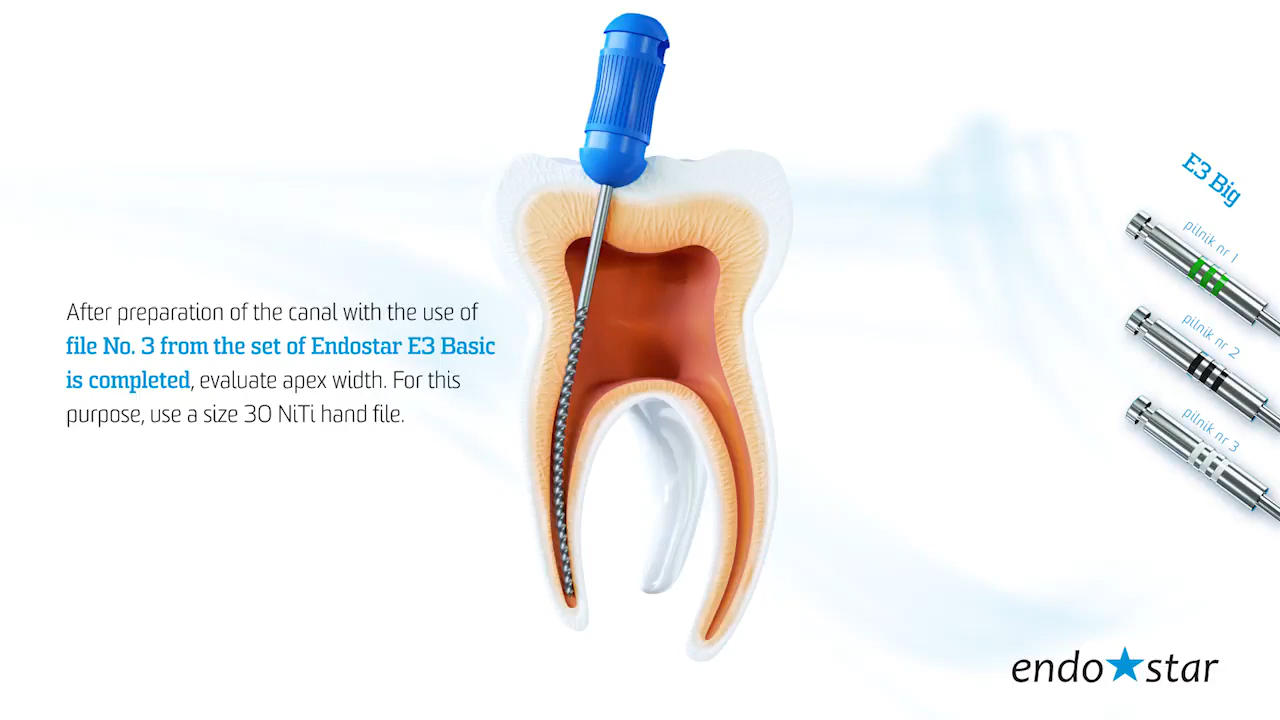 After preparation of the canal with the use of
file No. 3 from the set of Endostar E3 Basic
is completed, evaluate apex width. For this
purpose, use a size 30 NiTi hand file.
E3 Big
pilnik nr 1
pilnik nr 2
pilnik nr 3
endo★star